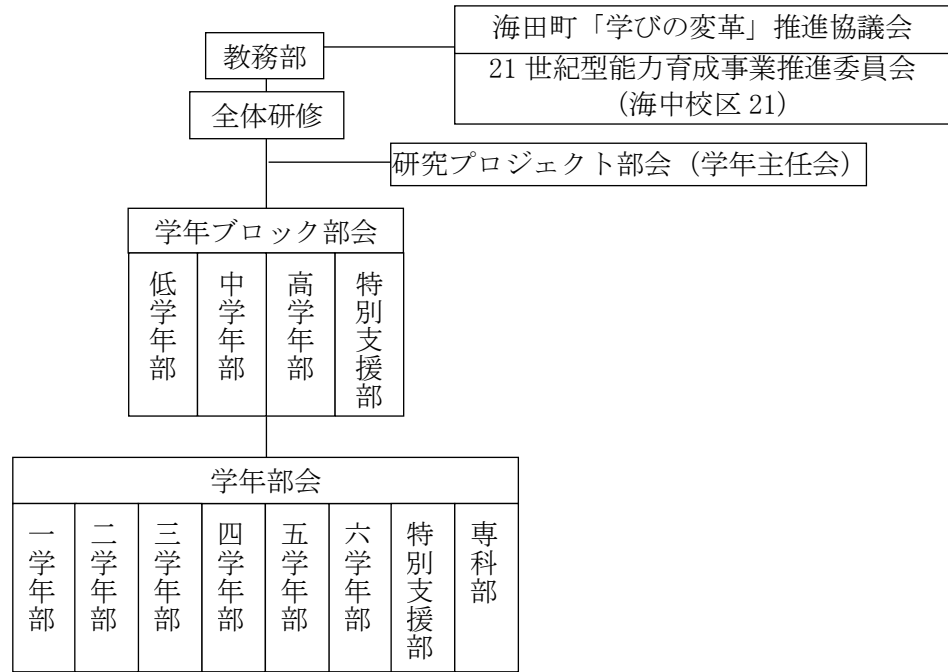 海田町「学びの変革」推進協議会
教務部
21世紀型能力育成事業推進委員会
(海中校区21)
全体研修
研究プロジェクト部会（学年主任会）
学年ブロック部会
低学年部
中学年部
高学年部
特別支援部
学年部会
一学年部
二学年部
三学年部
四学年部
五学年部
六学年部
特別支援部
専科部